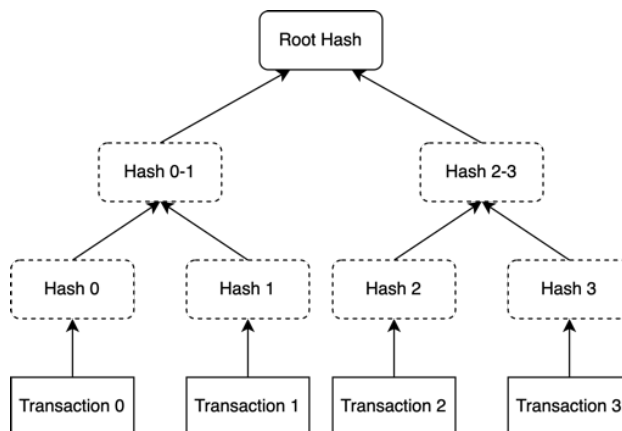 Root Hash
Hash 0-1
Hash 2-3
Hash 0
Hash 1
Hash 2
Hash 3
Transaction 0
Transaction 1
Transaction 2
Transaction 3